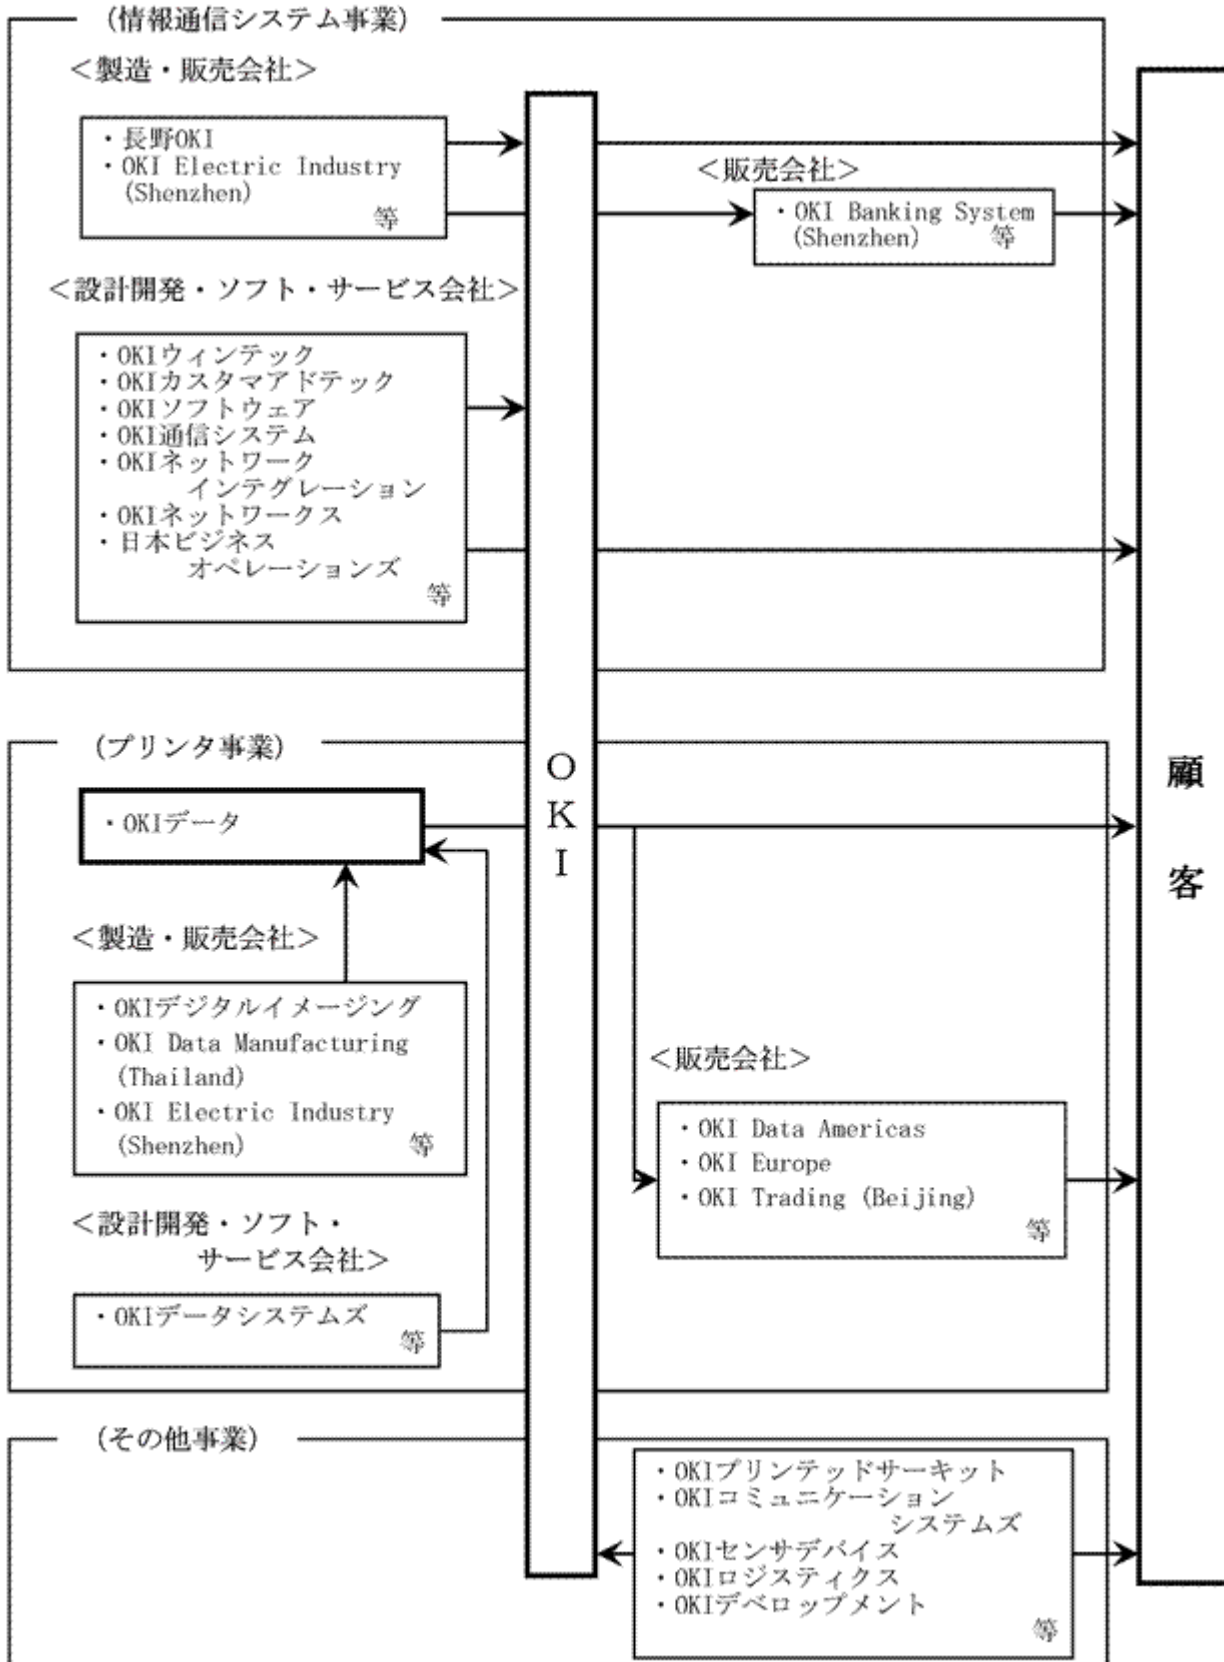 (情報通信システム事業)
＜製造・販売会社＞
・長野OKI
・OKI Electric Industry
(Shenzhen)
等
＜販売会社＞
・OKI Banking System
(Shenzhen) 等
＜設計開発・ソフト・サービス会社＞
・OKIウィンテック
・OKIカスタマアドテック
・OKIソフトウェア
・OKI通信システム
・OKIネットワーク
インテグレーション
・OKIネットワークス
・日本ビジネス
オペレーションズ
等
(プリンタ事業)
・OKIデータ
＜製造・販売会社＞
・OKIデジタルイメージング
・OKI Data Manufacturing
(Thailand)
・OKI Electric Industry
(Shenzhen) 等
＜設計開発・ソフト・
サービス会社＞
・OKIデータシステムズ
等
＜販売会社＞
・OKI Data Americas
・OKI Europe
・OKI Trading (Beijing)
等
O
K
I
顧
客
(その他事業)
・OKIプリンテッドサーキット
・OKIコミュニケーション
システムズ
・OKIセンサデバイス
・OKIロジスティクス
・OKIデベロップメント
等